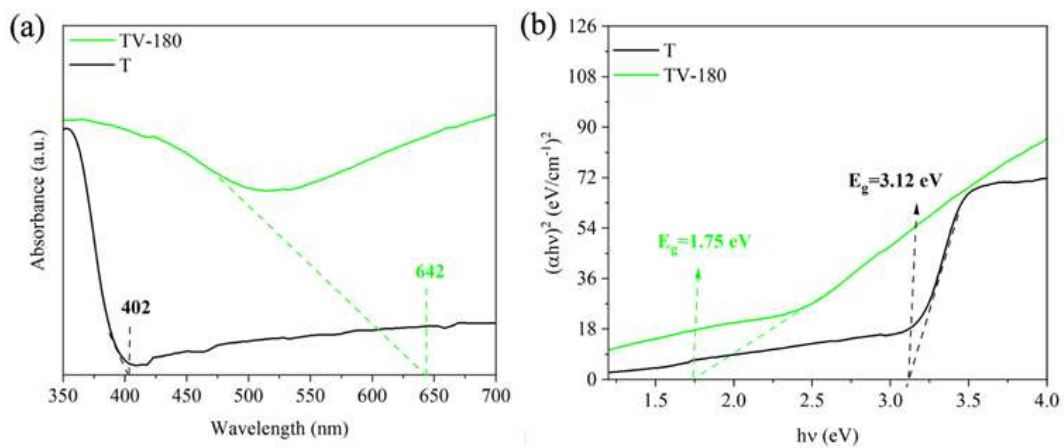 (a)
TV-180
T
402
642
Absorbance (a.u.)
350 400 450 500 550 600 650 700
Wavelength (nm)
(b)
T
TV-180
E_g=1.75 eV
E_g=3.12 eV
(αhν)² (eV/cm⁻¹)²
126
108
90
72
54
36
18
0
1.5 2.0 2.5 3.0 3.5 4.0
hν (eV)